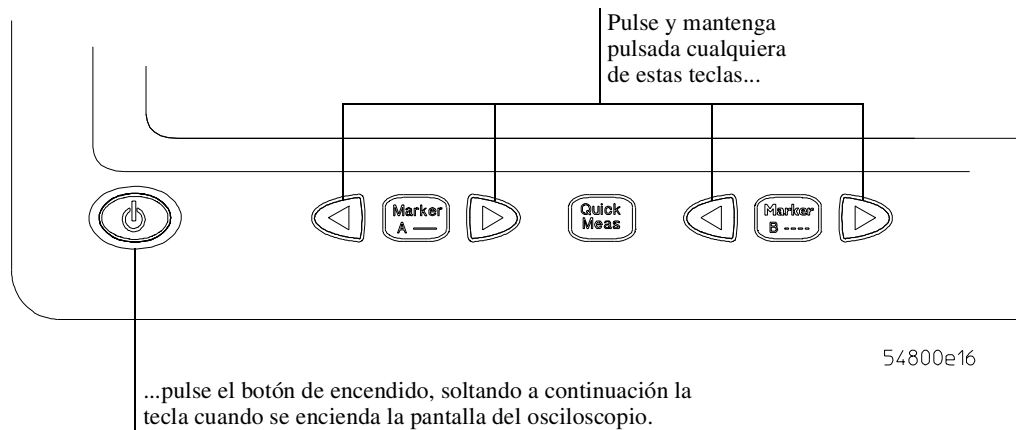 Pulse y mantenga
pulsada cualquiera
de estas teclas...
Marker
A —
Quick
Meas
Marker
B ----
54800e16
...pulse el botón de encendido, soltando a continuación la
tecla cuando se encienda la pantalla del osciloscopio.